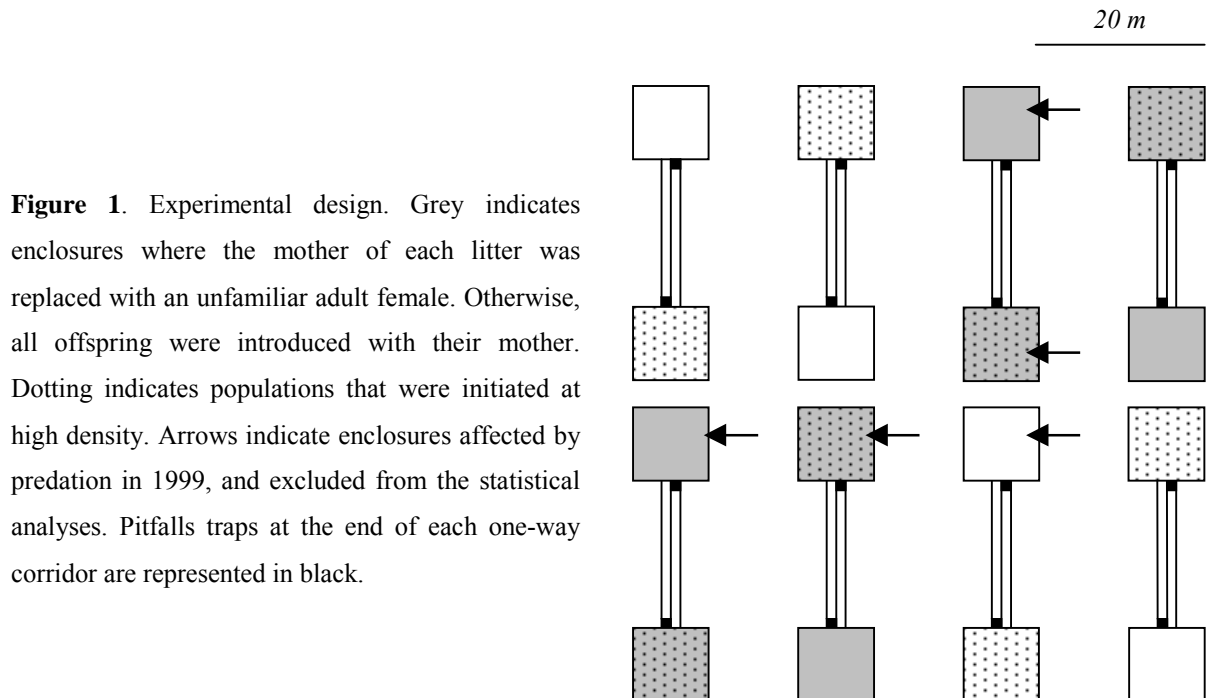 20 m
Figure 1. Experimental design. Grey indicates
enclosures where the mother of each litter was
replaced with an unfamiliar adult female. Otherwise,
all offspring were introduced with their mother.
Dotting indicates populations that were initiated at
high density. Arrows indicate enclosures affected by
predation in 1999, and excluded from the statistical
analyses. Pitfalls traps at the end of each one-way
corridor are represented in black.